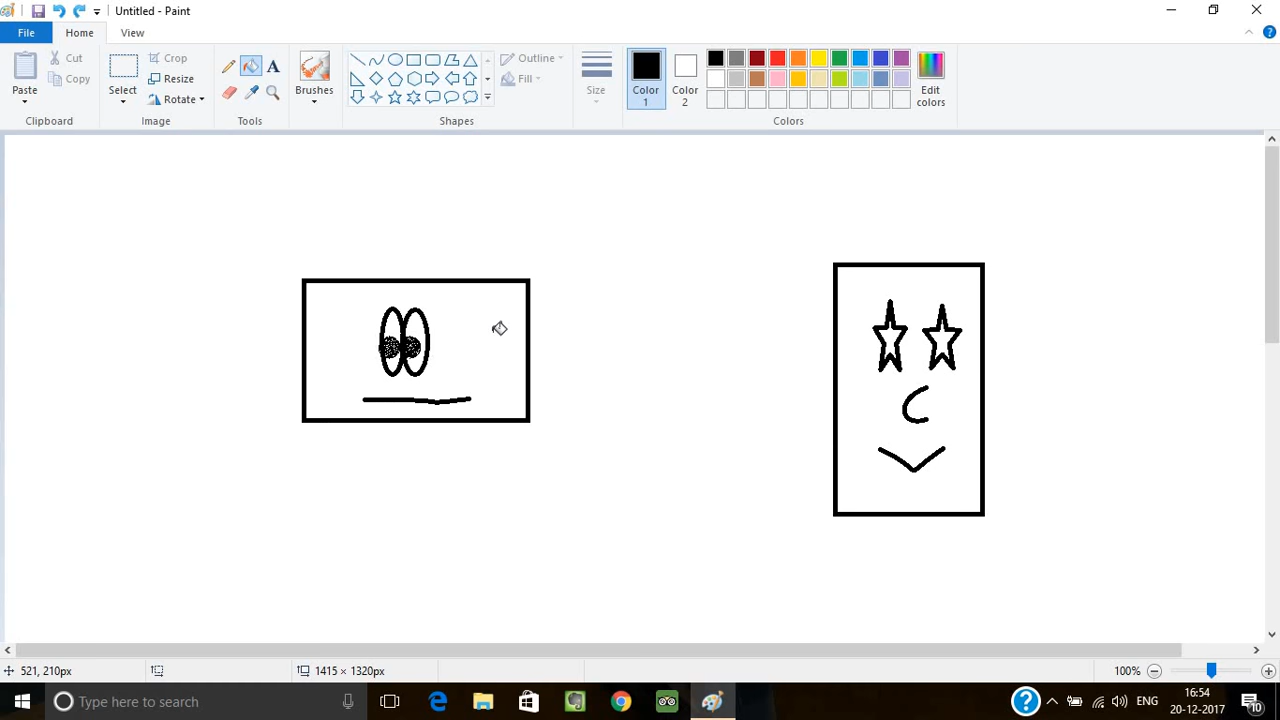 Untitled - Paint
File Home View
Paste
Cut
Copy
Clipboard
Select
Crop
Resize
Rotate
Image
A
Tools
Brushes
Outline
Fill
Shapes
Size
Color 1
Color 2
Edit colors
Colors
521, 210px
1415 × 1320px
100%
Type here to search
ENG
16:54
20-12-2017
10